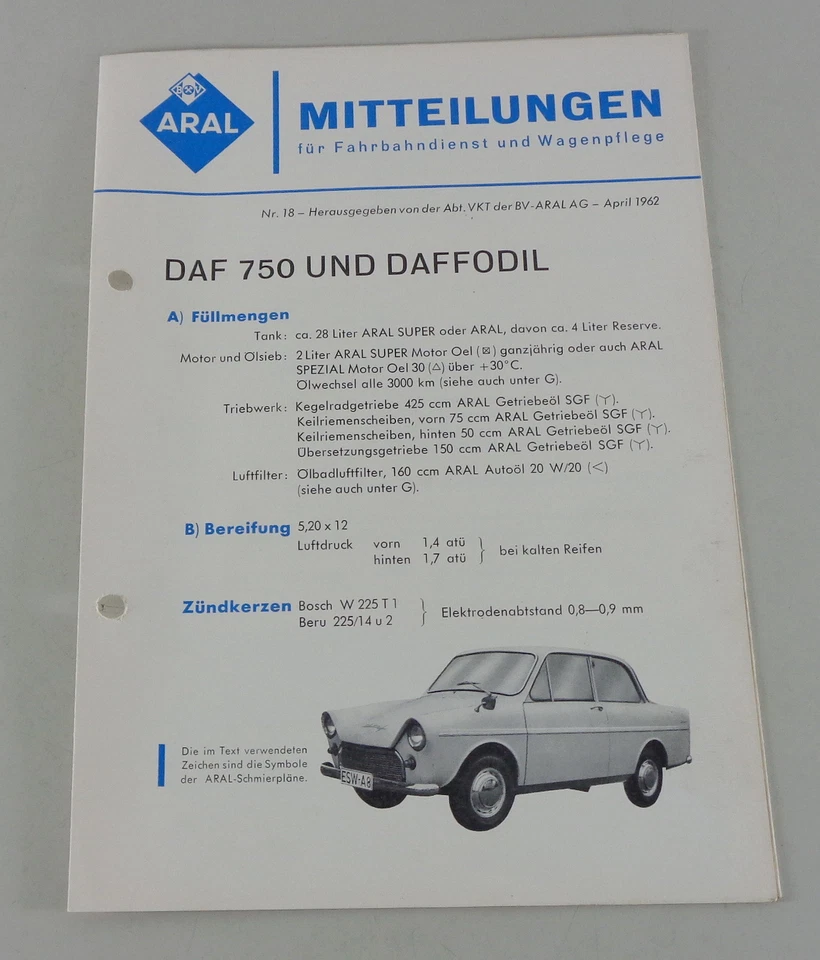 BV
ARAL
MITTEILUNGEN
für Fahrbahndienst und Wagenpflege
Nr. 18 – Herausgegeben von der Abt. VKT der BV-ARAL AG – April 1962
DAF 750 UND DAFFODIL
A) Füllmengen
Tank: ca. 28 Liter ARAL SUPER oder ARAL, davon ca. 4 Liter Reserve.
Motor und Ölsieb: 2 Liter ARAL SUPER Motor Oel (⊠) ganzjährig oder auch ARAL
SPEZIAL Motor Oel 30 (△) über +30°C.
Ölwechsel alle 3000 km (siehe auch unter G).
Triebwerk: Kegelradgetriebe 425 ccm ARAL Getriebeöl SGF (Y).
Keilriemenscheiben, vorn 75 ccm ARAL Getriebeöl SGF (Y).
Keilriemenscheiben, hinten 50 ccm ARAL Getriebeöl SGF (Y).
Übersetzungsgetriebe 150 ccm ARAL Getriebeöl SGF (Y).
Luftfilter: Ölbadluftfilter, 160 ccm ARAL Autoöl 20 W/20 (<)
(siehe auch unter G).
B) Bereifung 5,20 x 12
Luftdruck vorn 1,4 atü
hinten 1,7 atü } bei kalten Reifen
Zündkerzen Bosch W 225 T 1
Beru 225/14 u 2 } Elektrodenabstand 0,8—0,9 mm
Die im Text verwendeten
Zeichen sind die Symbole
der ARAL-Schmierpläne.
ESW-A8